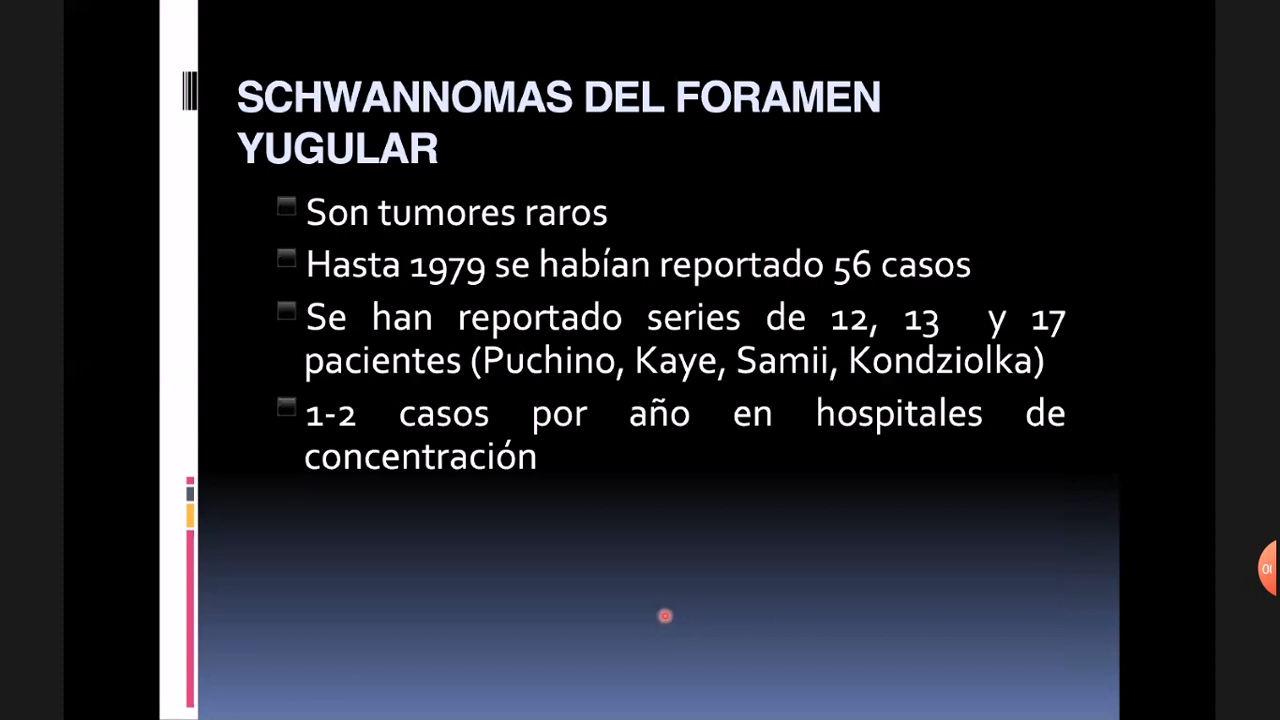 SCHWANNOMAS DEL FORAMEN
YUGULAR
Son tumores raros
Hasta 1979 se habían reportado 56 casos
Se han reportado series de 12, 13 y 17
pacientes (Puchino, Kaye, Samii, Kondziolka)
1-2 casos por año en hospitales de
concentración